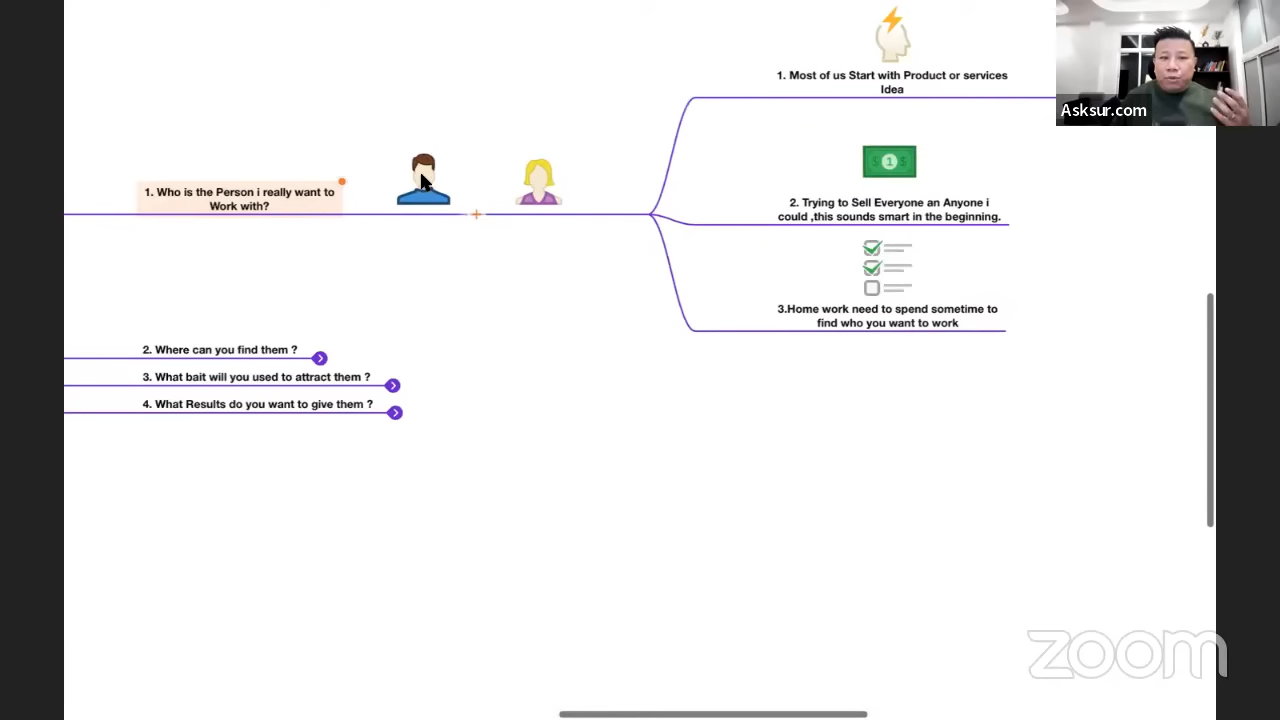 1. Most of us Start with Product or services
Idea
Asksur.com
1
1. Who is the Person i really want to
Work with?
2. Trying to Sell Everyone an Anyone i
could ,this sounds smart in the beginning.
3.Home work need to spend sometime to
find who you want to work
2. Where can you find them ?
3. What bait will you used to attract them ?
4. What Results do you want to give them ?
zoom